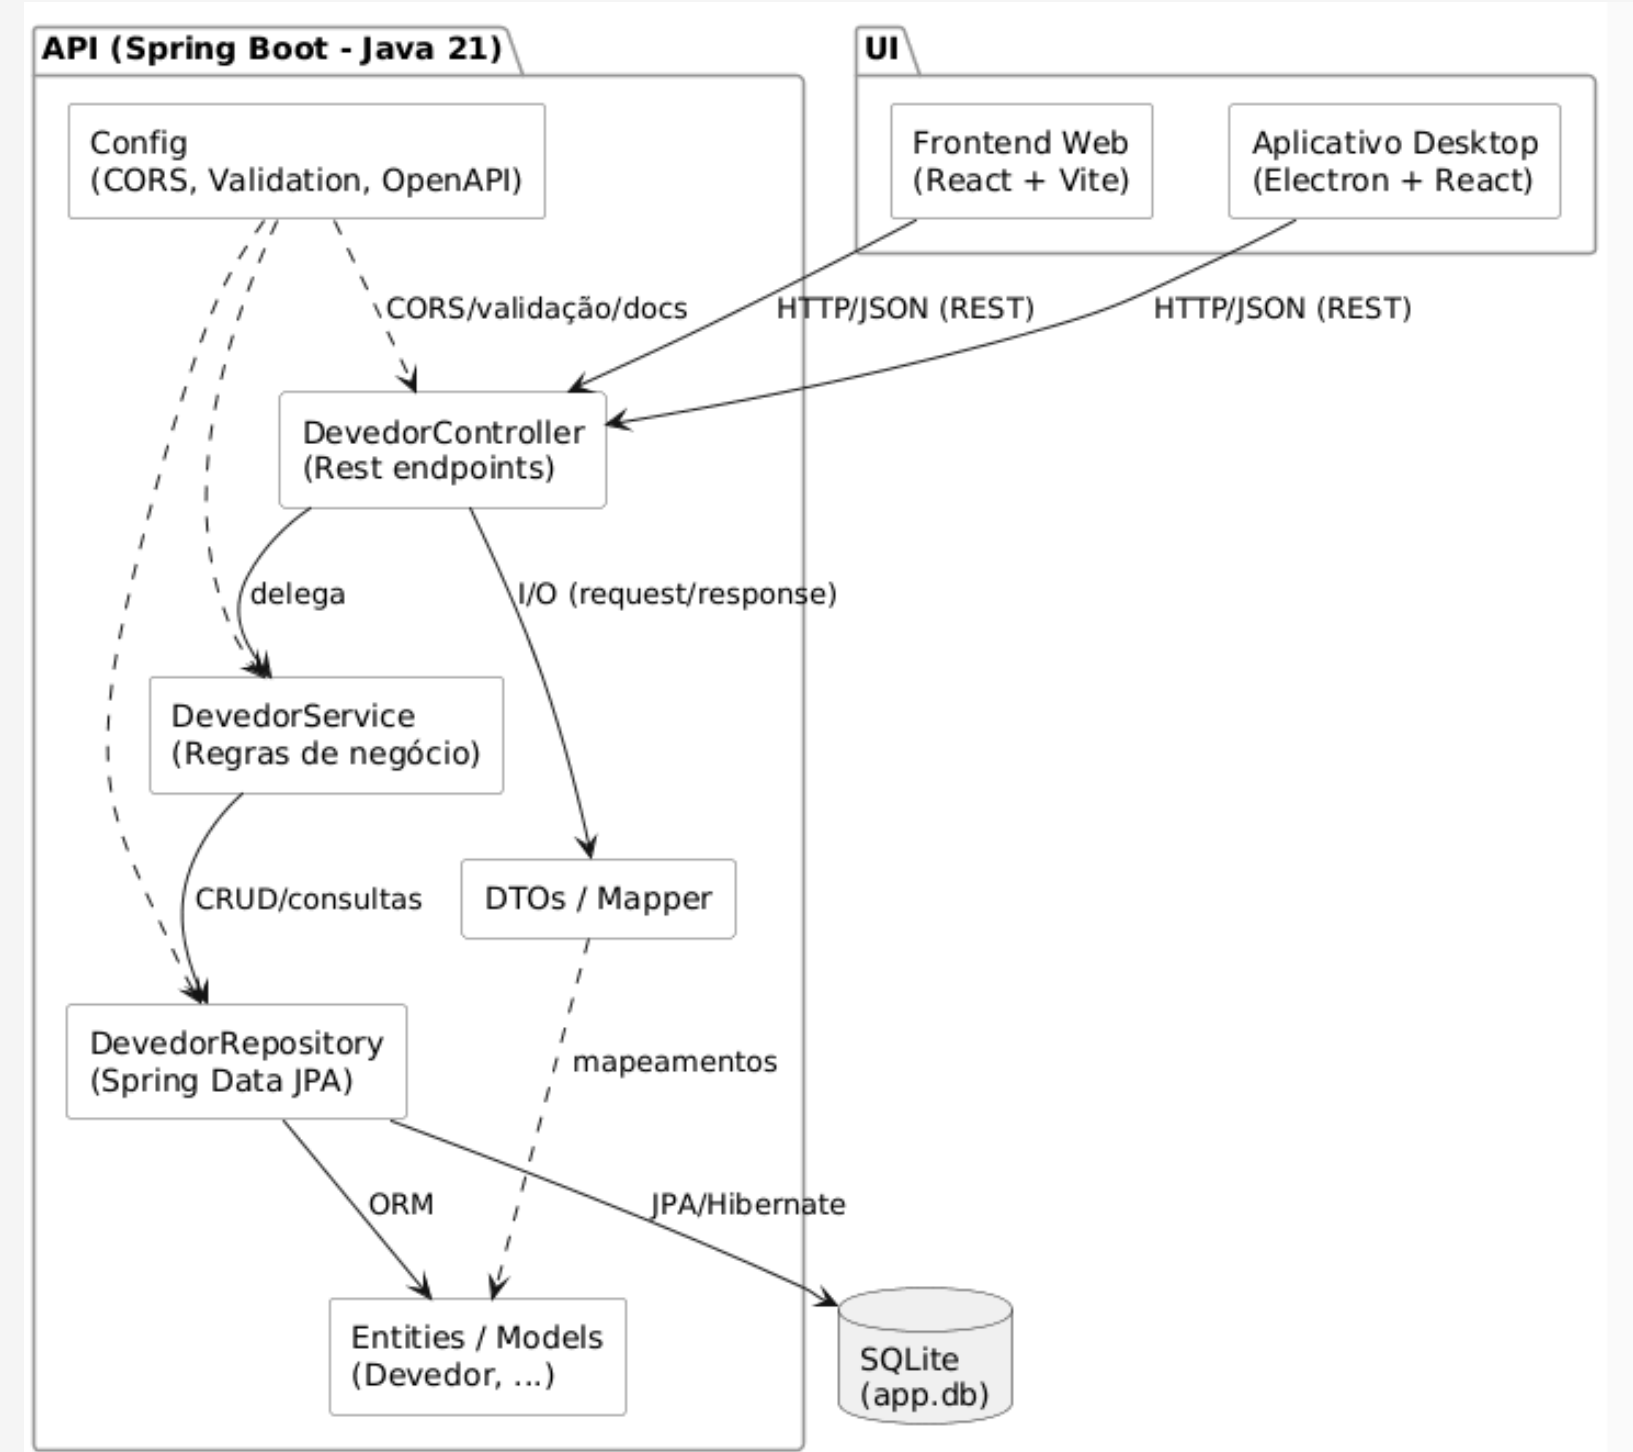 API (Spring Boot - Java 21)
UI
Config
(CORS, Validation, OpenAPI)
Frontend Web
(React + Vite)
Aplicativo Desktop
(Electron + React)
CORS/validação/docs
HTTP/JSON (REST)
HTTP/JSON (REST)
DevedorController
(Rest endpoints)
delega
I/O (request/response)
DevedorService
(Regras de negócio)
CRUD/consultas
DTOs / Mapper
DevedorRepository
(Spring Data JPA)
mapeamentos
ORM
JPA/Hibernate
Entities / Models
(Devedor, ...)
SQLite
(app.db)